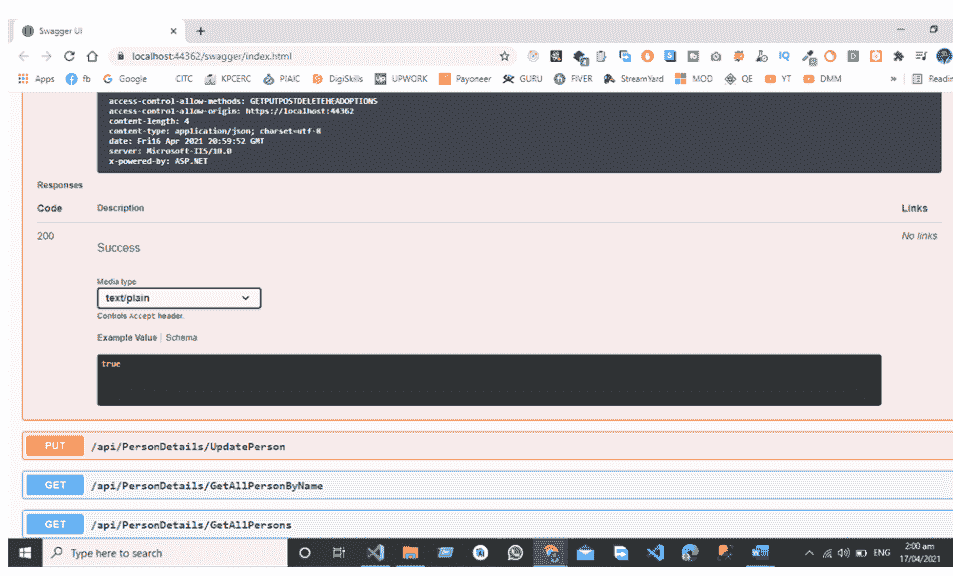 Swagger UI
localhost:44362/swagger/index.html
Apps fb Google CITC KPCERC PIAIC DigiSkills UPWORK Payoneer GURU FIVER StreamYard MOD QE YT DMM » Readin
access-control-allow-methods: GETPUTPOSTDELETEHEADOPTIONS
access-control-allow-origin: https://localhost:44362
content-length: 4
content-type: application/json; charset=utf-8
date: Fri16 Apr 2021 20:59:52 GMT
server: Microsoft-IIS/10.0
x-powered-by: ASP.NET
Responses
Code Description Links
200 Success No links
Media type
text/plain
Controls Accept header.
Example Value | Schema
true
PUT /api/PersonDetails/UpdatePerson
GET /api/PersonDetails/GetAllPersonByName
GET /api/PersonDetails/GetAllPersons
Type here to search
ENG 2:00 am
17/04/2021